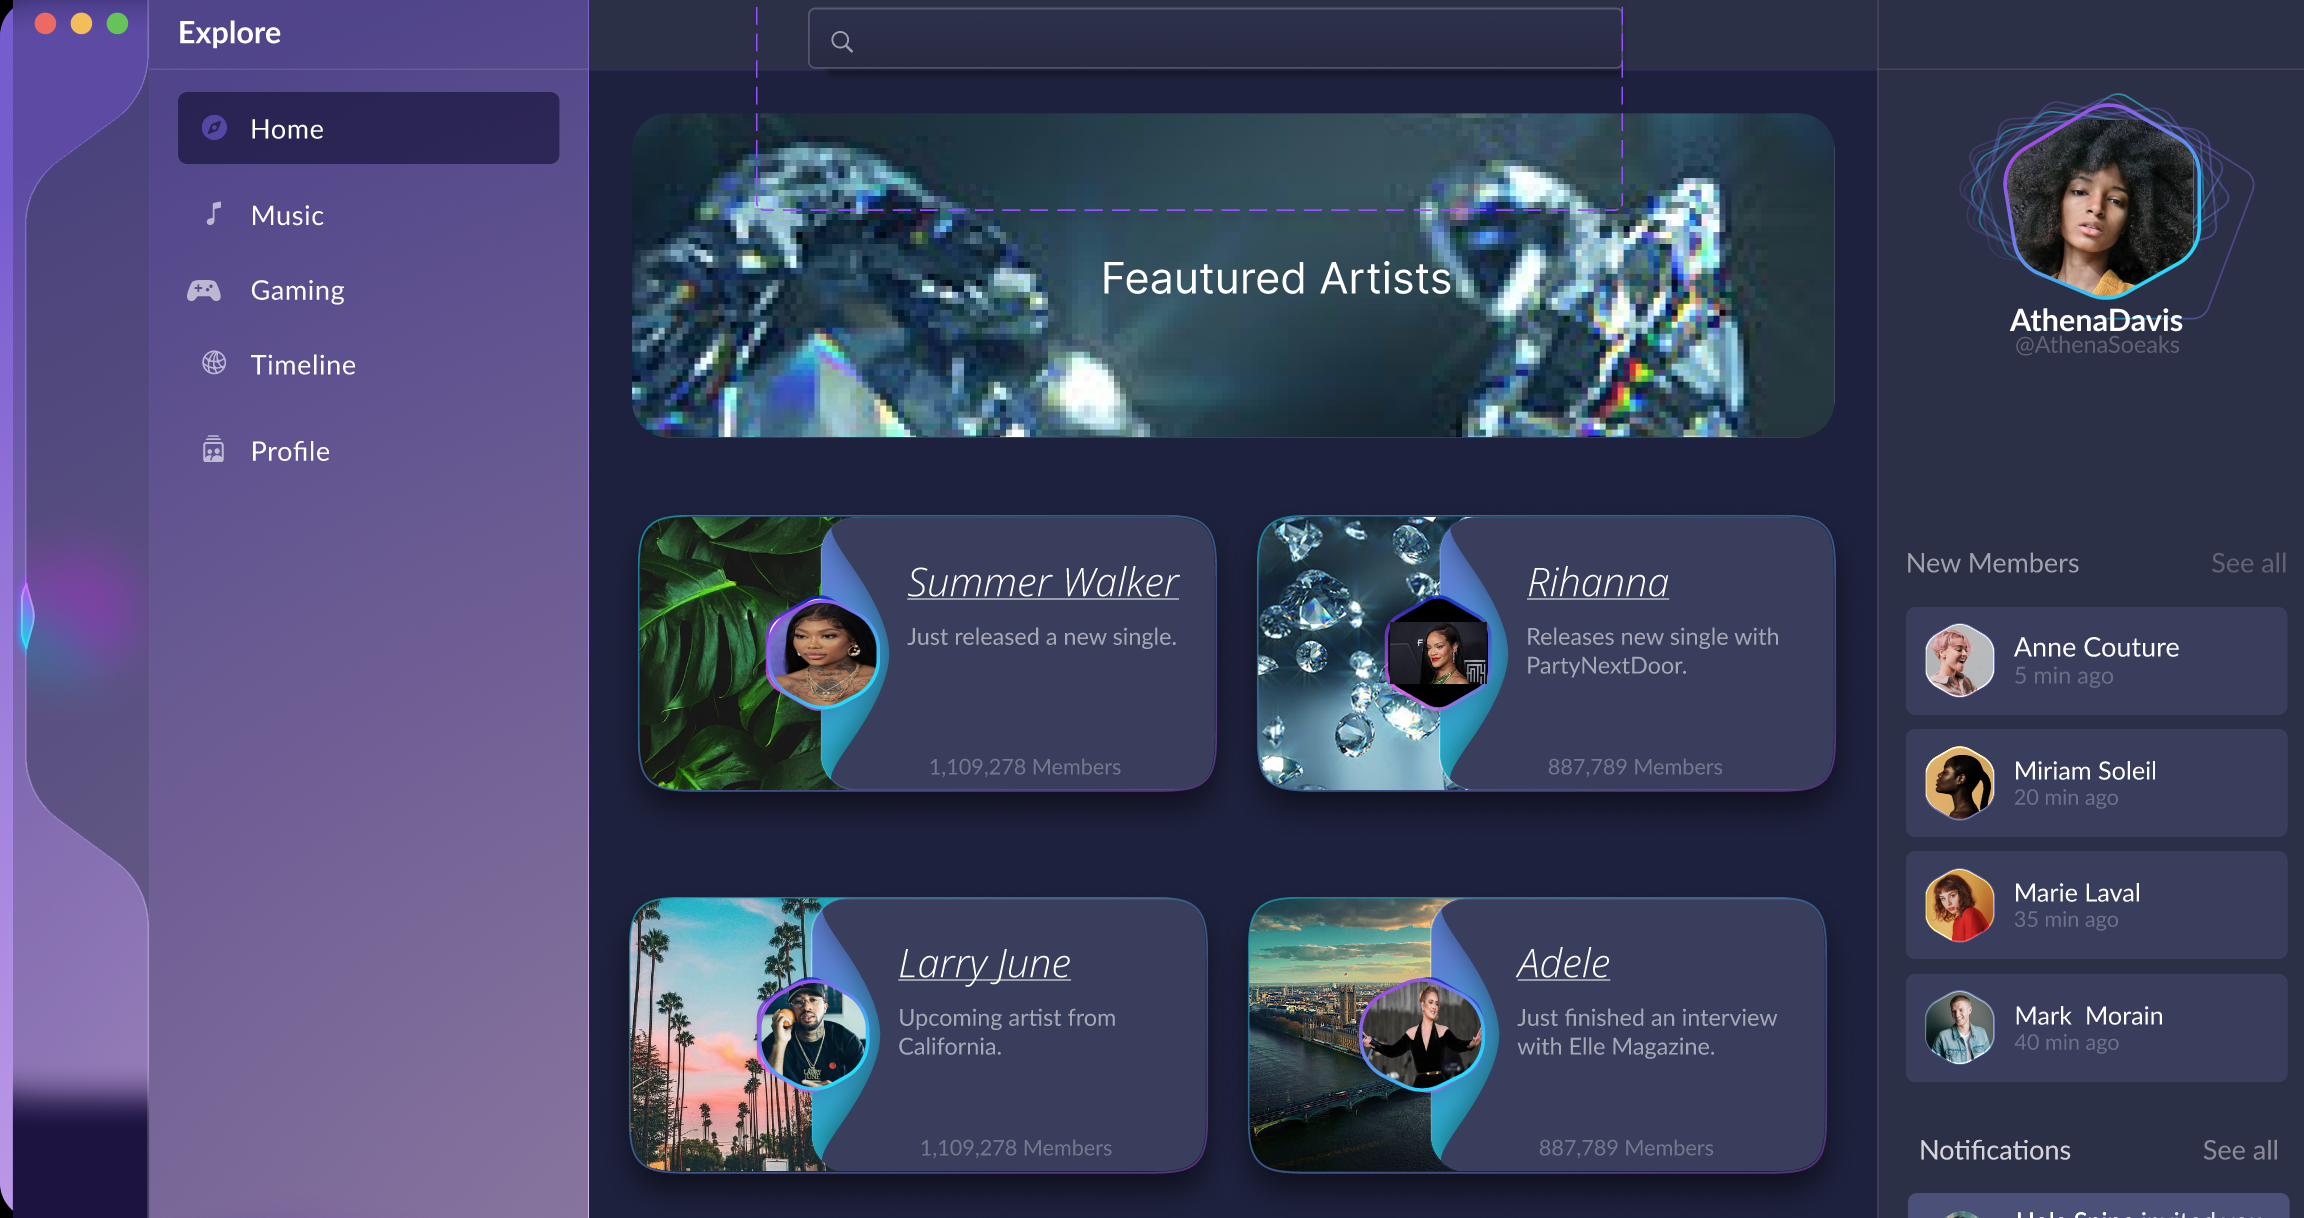 Explore
Home
Music
Gaming
Timeline
Profile
Feautured Artists
Summer Walker
Just released a new single.
1,109,278 Members
Rihanna
Releases new single with
PartyNextDoor.
887,789 Members
Larry June
Upcoming artist from
California.
1,109,278 Members
Adele
Just finished an interview
with Elle Magazine.
887,789 Members
AthenaDavis
@AthenaSoeaks
New Members
See all
Anne Couture
5 min ago
Miriam Soleil
20 min ago
Marie Laval
35 min ago
Mark  Morain
40 min ago
Notifications
See all